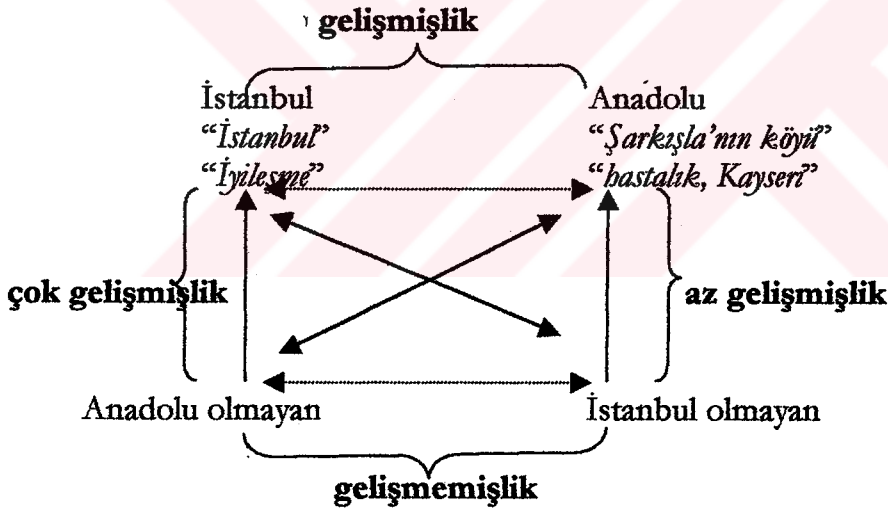 gelişmişlik
İstanbul Anadolu
“İstanbul” “Şarkışla’nın köyü”
“İyileşme” “hastalık, Kayseri”
çok gelişmişlik az gelişmişlik
Anadolu olmayan İstanbul olmayan
gelişmemişlik